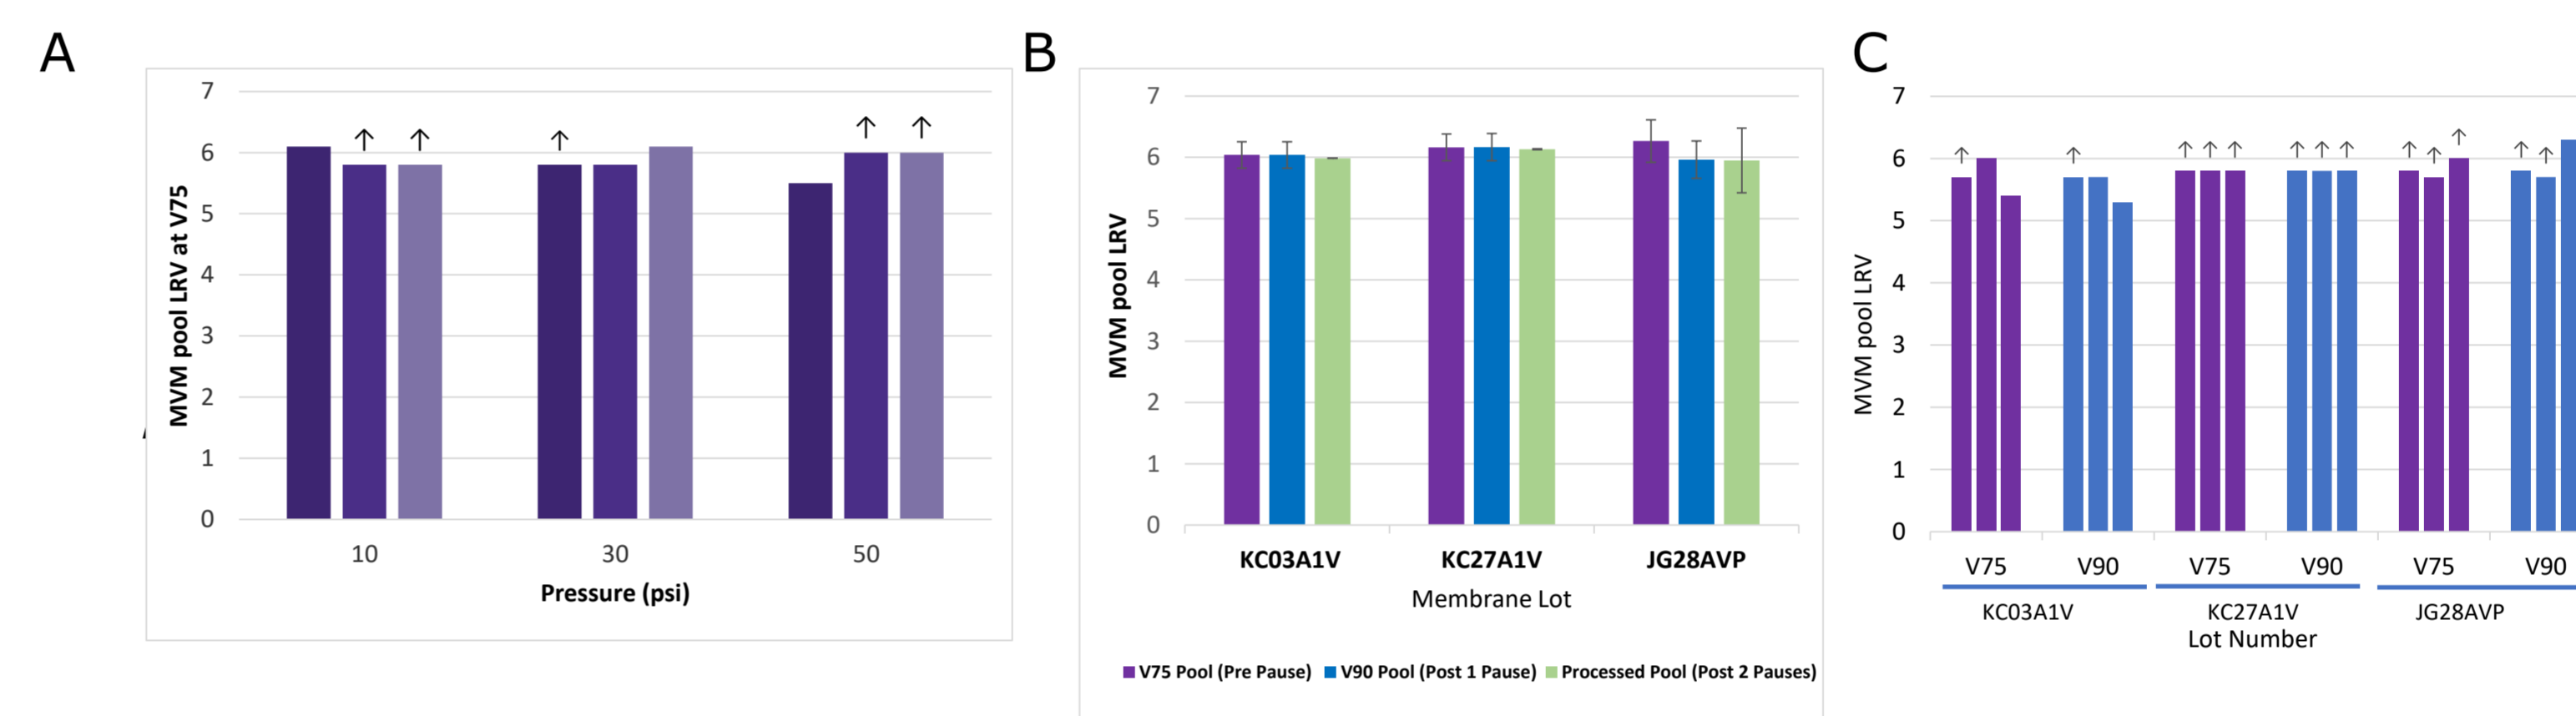 A
MVM pool LRV at V75
7
6
5
4
3
2
1
0
↑ ↑ ↑ ↑ ↑
10 30 50
Pressure (psi)
B
MVM pool LRV
7
6
5
4
3
2
1
0
KC03A1V KC27A1V JG28AVP
Membrane Lot
V75 Pool (Pre Pause) V90 Pool (Post 1 Pause) Processed Pool (Post 2 Pauses)
C
MVM pool LRV
7
6
5
4
3
2
1
0
↑ ↑ ↑ ↑ ↑ ↑ ↑ ↑ ↑ ↑ ↑ ↑ ↑
V75 V90 V75 V90 V75 V90
KC03A1V KC27A1V JG28AVP
Lot Number